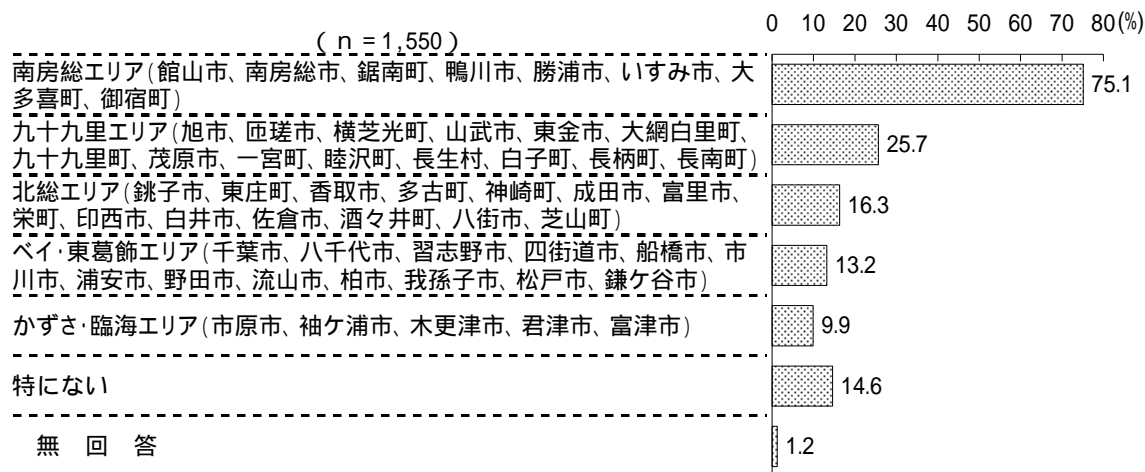 0 10 20 30 40 50 60 70 80(%)
(n=1,550)
南房総エリア(館山市、南房総市、鋸南町、鴨川市、勝浦市、いすみ市、大
多喜町、御宿町)
75.1
九十九里エリア(旭市、匝瑳市、横芝光町、山武市、東金市、大網白里町、
九十九里町、茂原市、一宮町、睦沢町、長生村、白子町、長柄町、長南町)
25.7
北総エリア(銚子市、東庄町、香取市、多古町、神崎町、成田市、富里市、
栄町、印西市、白井市、佐倉市、酒々井町、八街市、芝山町)
16.3
ベイ・東葛飾エリア(千葉市、八千代市、習志野市、四街道市、船橋市、市
川市、浦安市、野田市、流山市、柏市、我孫子市、松戸市、鎌ケ谷市)
13.2
かずさ・臨海エリア(市原市、袖ケ浦市、木更津市、君津市、富津市)
9.9
特にない
14.6
無 回 答
1.2